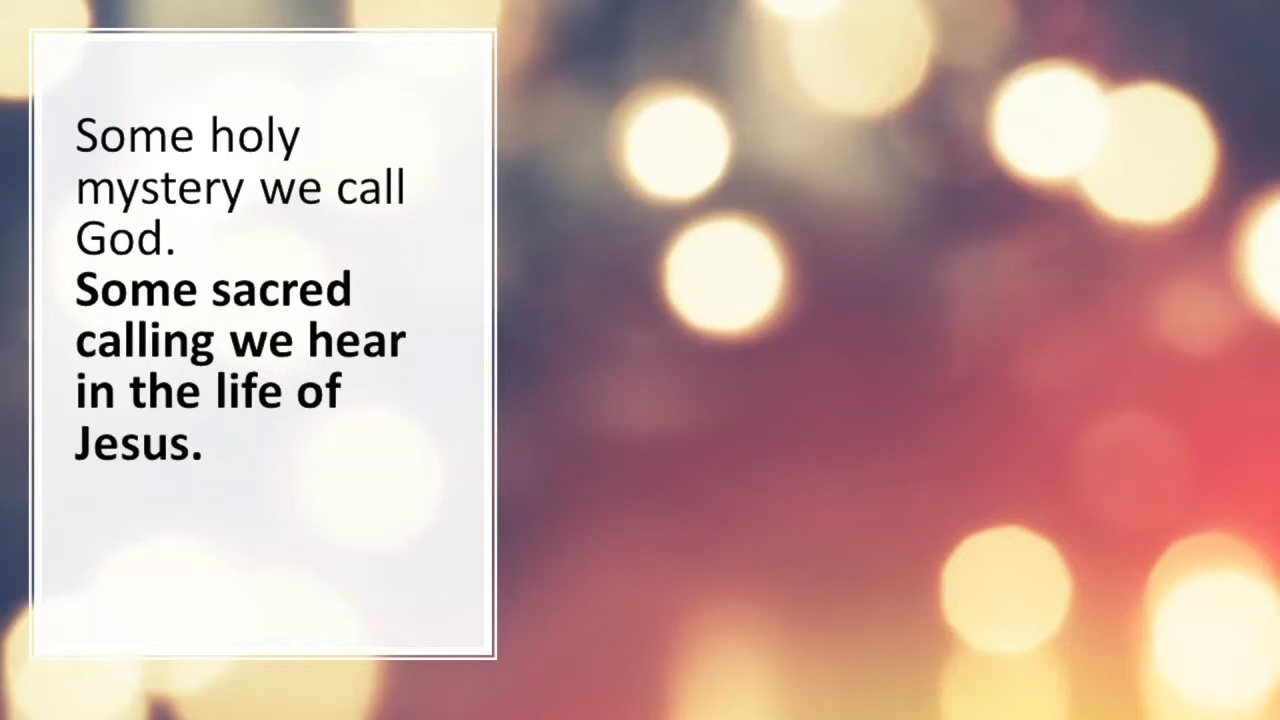 Some holy
mystery we call
God.
Some sacred
calling we hear
in the life of
Jesus.